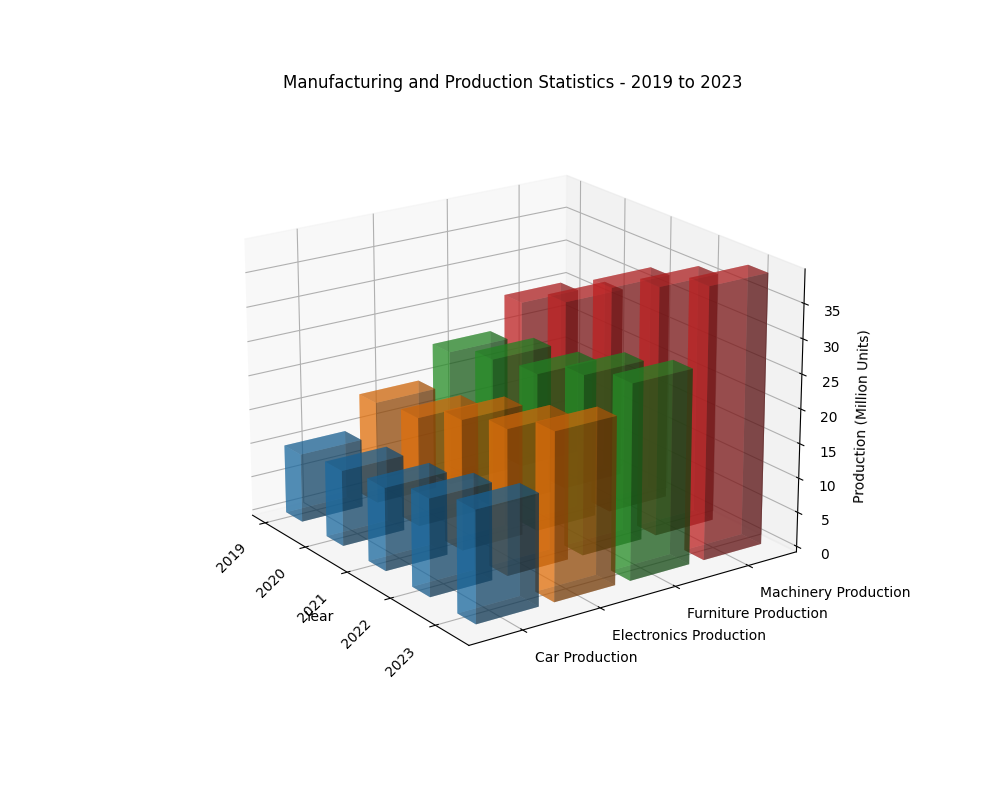 Manufacturing and Production Statistics - 2019 to 2023
35
30
25
20
15
10
5
0
Production (Million Units)
2019
2020
2021
2022
2023
Year
Machinery Production
Furniture Production
Electronics Production
Car Production